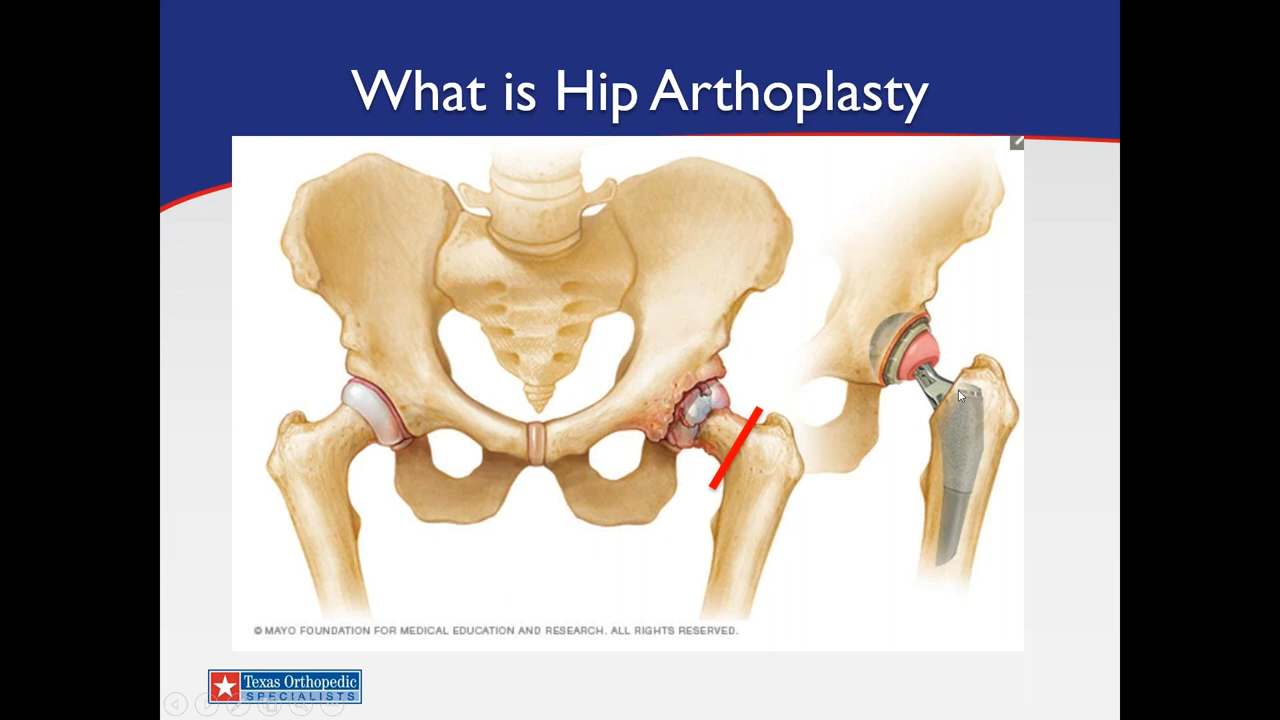 What is Hip Arthoplasty
© MAYO FOUNDATION FOR MEDICAL EDUCATION AND RESEARCH. ALL RIGHTS RESERVED.
Texas Orthopedic
SPECIALISTS